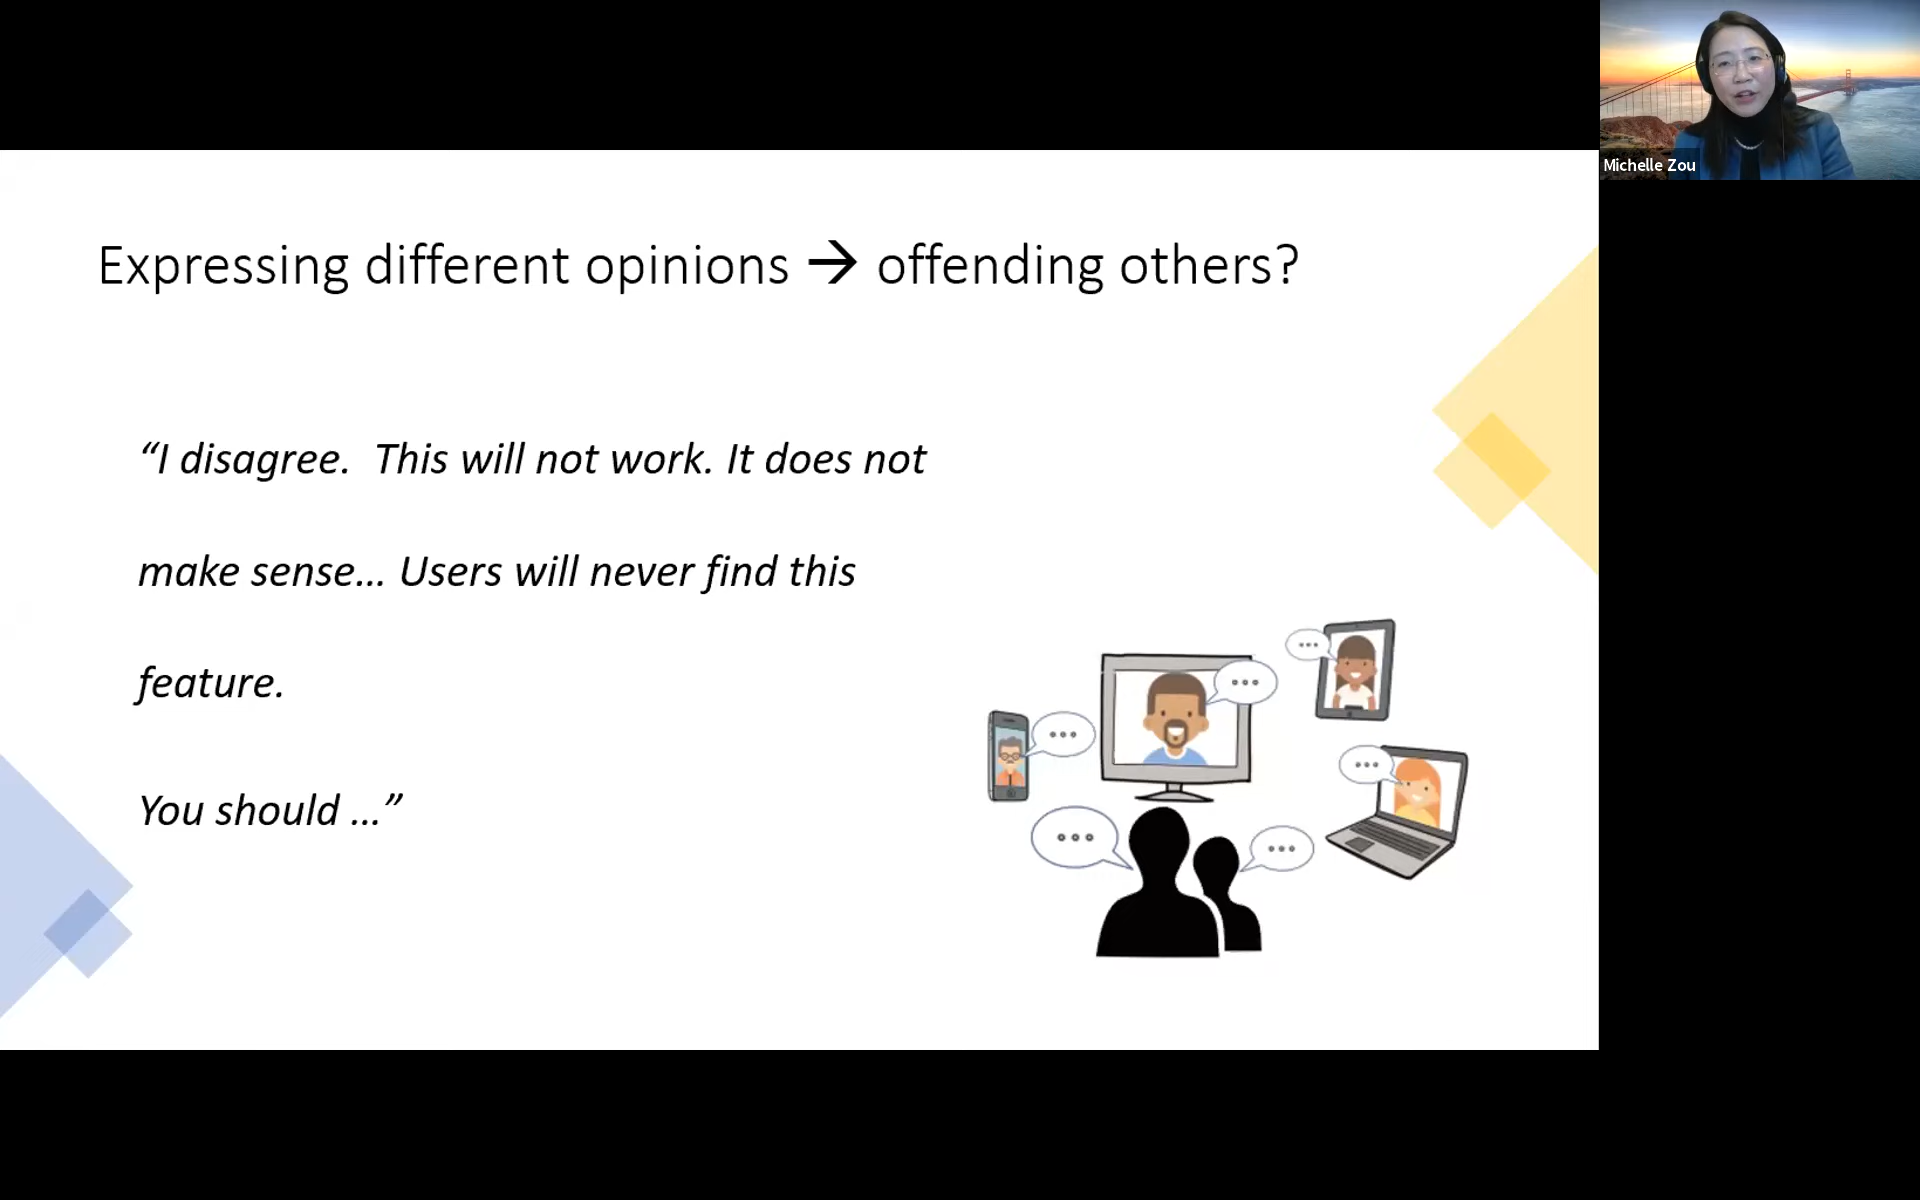 Michelle Zou
Expressing different opinions → offending others?
“I disagree.  This will not work. It does not
make sense… Users will never find this
feature.
You should …”